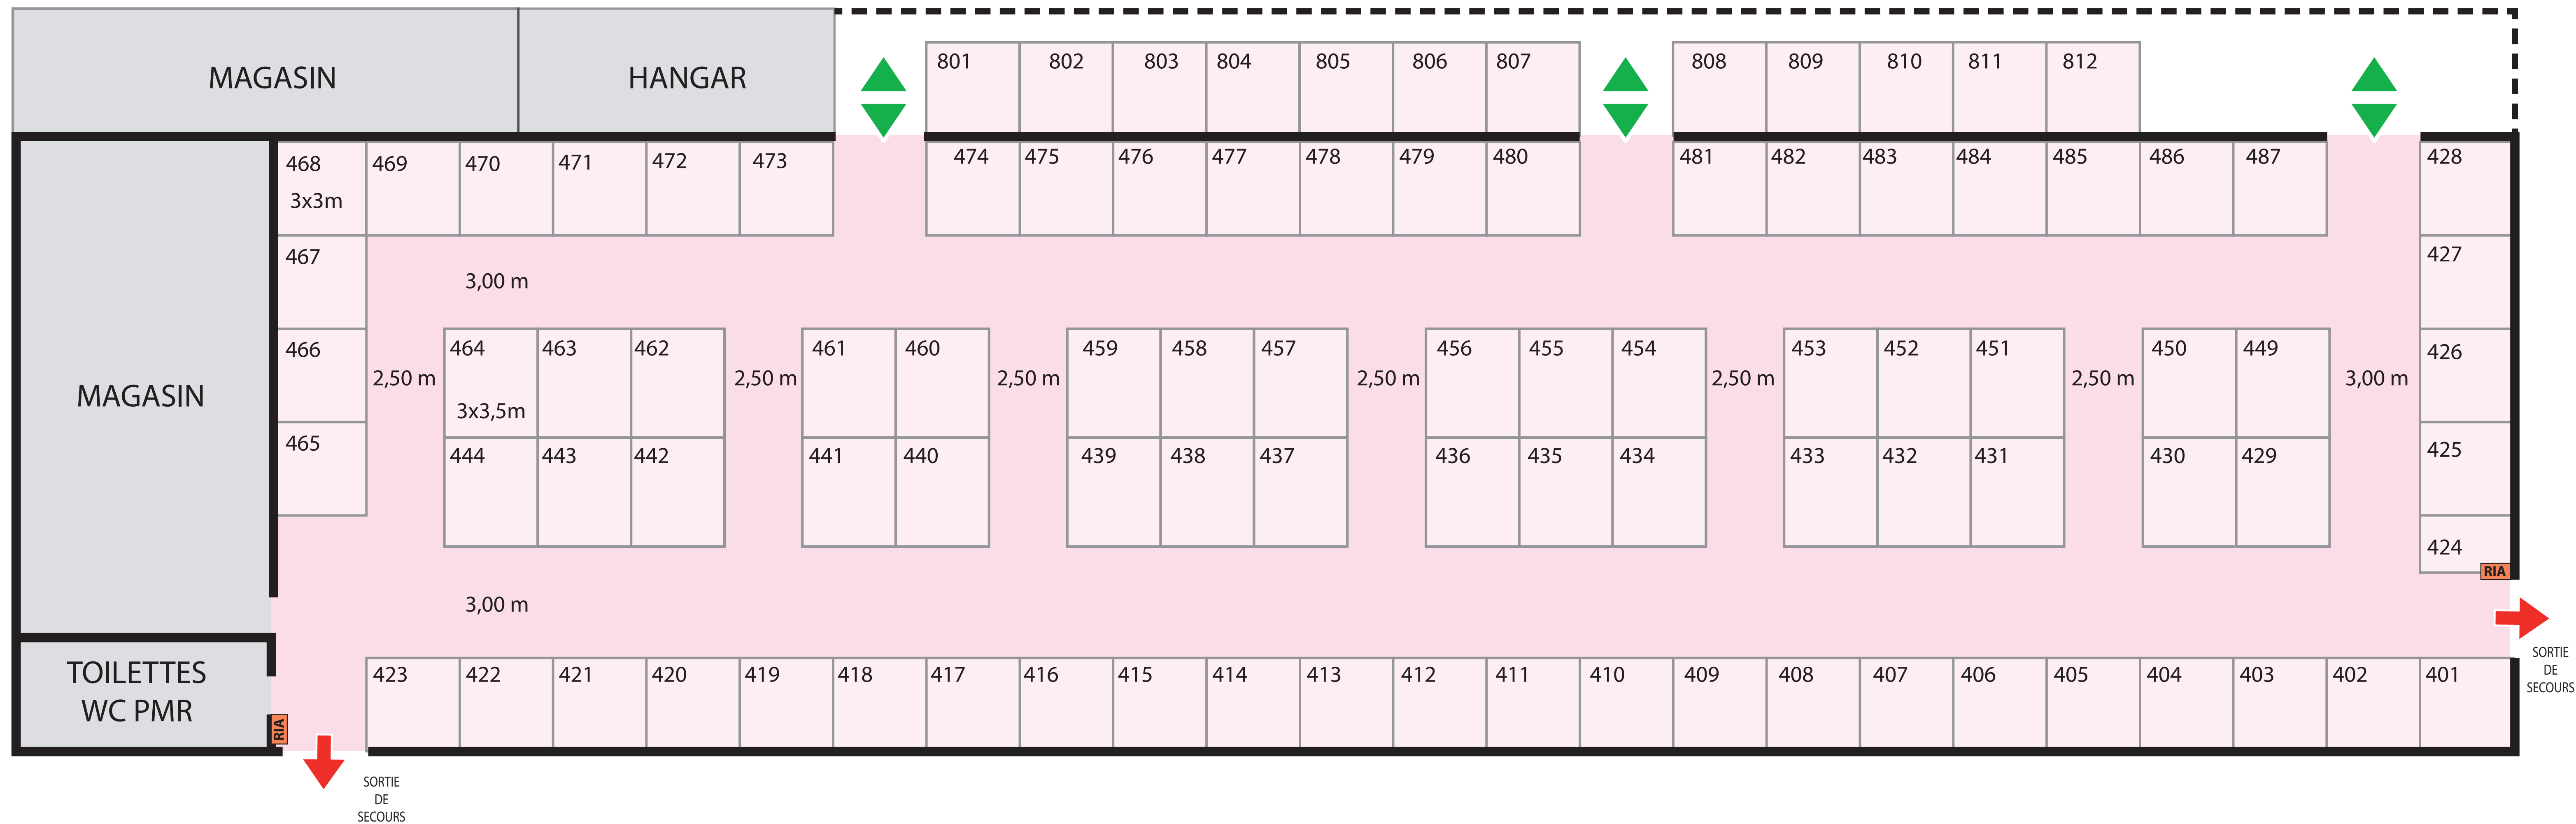 MAGASIN
HANGAR
801 802 803 804 805 806 807 808 809 810 811 812
468 469 470 471 472 473 474 475 476 477 478 479 480 481 482 483 484 485 486 487 428
3x3m
467
427
3,00 m
466
464 463 462 461 460 459 458 457 456 455 454 453 452 451 450 449
426
2,50 m 2,50 m 2,50 m 2,50 m 2,50 m 2,50 m 3,00 m
MAGASIN
3x3,5m
465
444 443 442 441 440 439 438 437 436 435 434 433 432 431 430 429
425
424
RIA
3,00 m
SORTIE
DE
SECOURS
TOILETTES
WC PMR
423 422 421 420 419 418 417 416 415 414 413 412 411 410 409 408 407 406 405 404 403 402 401
RIA
SORTIE
DE
SECOURS